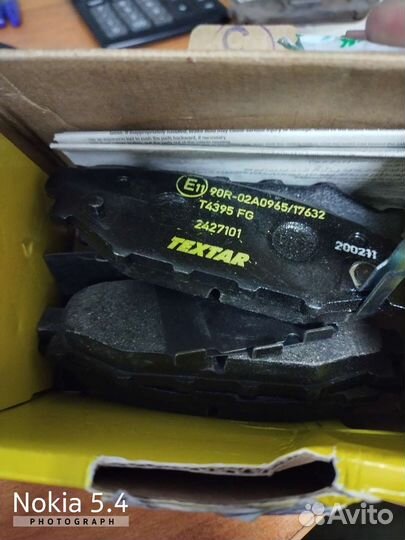 C
E11 90R-02A0965/17632
T4395 FG
2427101
TEXTAR
200211
Nokia 5.4
PHOTOGRAPH
Avito